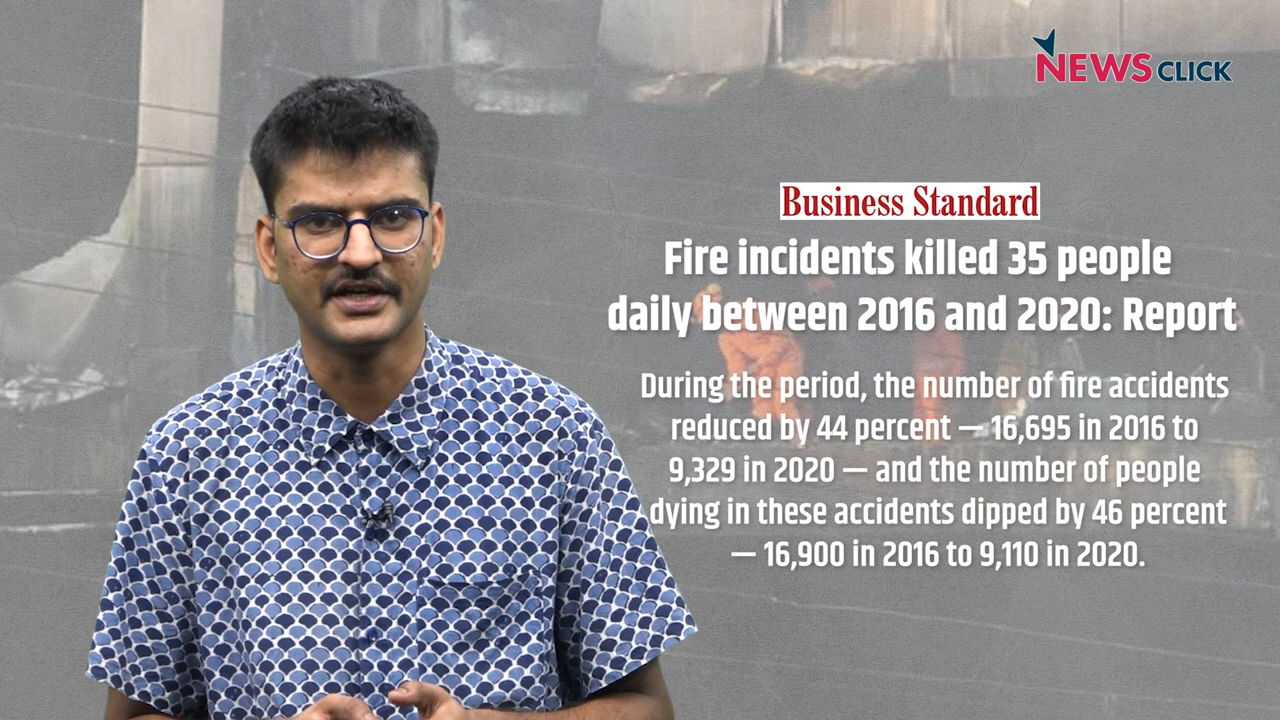 NEWS CLICK
Business Standard
Fire incidents killed 35 people
daily between 2016 and 2020: Report
During the period, the number of fire accidents
reduced by 44 percent — 16,695 in 2016 to
9,329 in 2020 — and the number of people
dying in these accidents dipped by 46 percent
— 16,900 in 2016 to 9,110 in 2020.